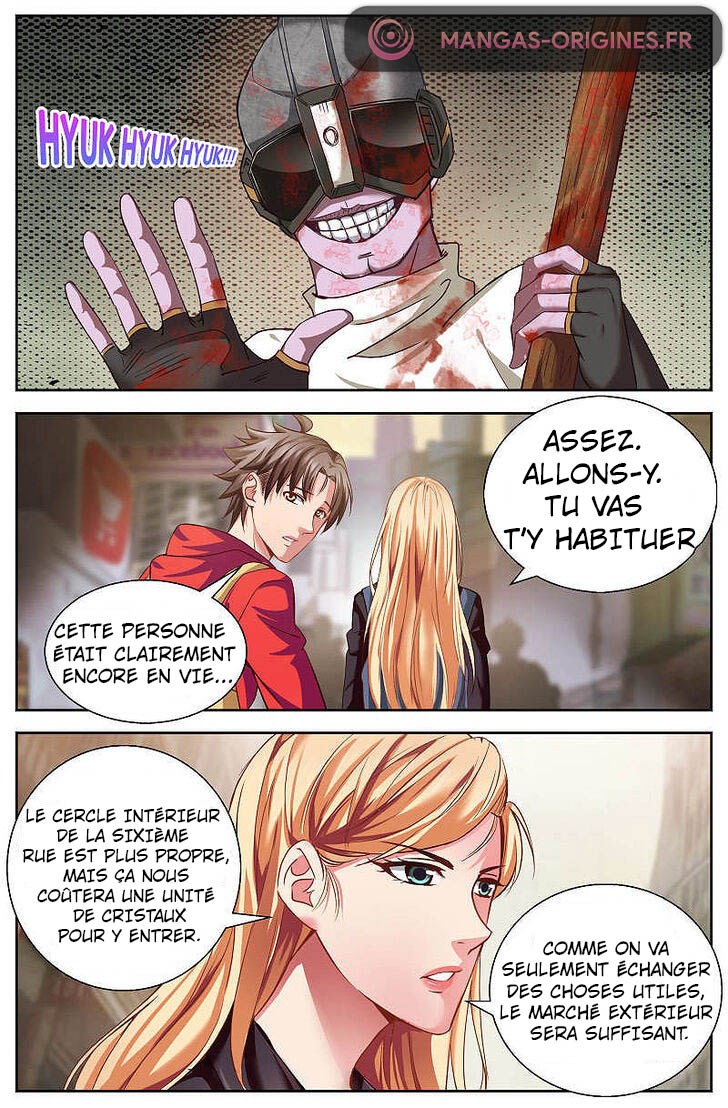 MANGAS-ORIGINES.FR
HYUK HYUK HYUK!!!
ASSEZ.
ALLONS-Y.
TU VAS
T'Y HABITUER
CETTE PERSONNE
ÉTAIT CLAIREMENT
ENCORE EN VIE...
LE CERCLE INTÉRIEUR
DE LA SIXIÈME
RUE EST PLUS PROPRE,
MAIS ÇA NOUS
COÛTERA UNE UNITÉ
DE CRISTAUX
POUR Y ENTRER.
COMME ON VA
SEULEMENT ÉCHANGER
DES CHOSES UTILES,
LE MARCHÉ EXTÉRIEUR
SERA SUFFISANT.